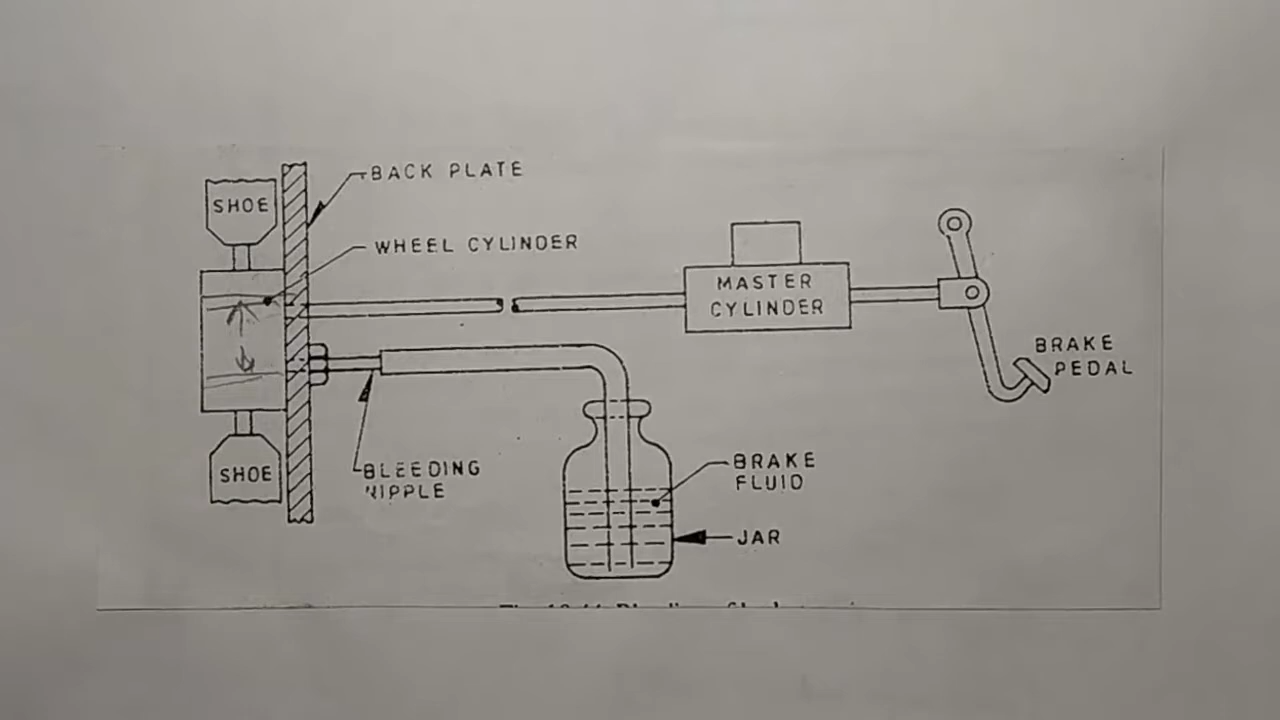 BACK PLATE
SHOE
WHEEL CYLINDER
MASTER
CYLINDER
BRAKE
PEDAL
SHOE
BLEEDING
NIPPLE
BRAKE
FLUID
JAR